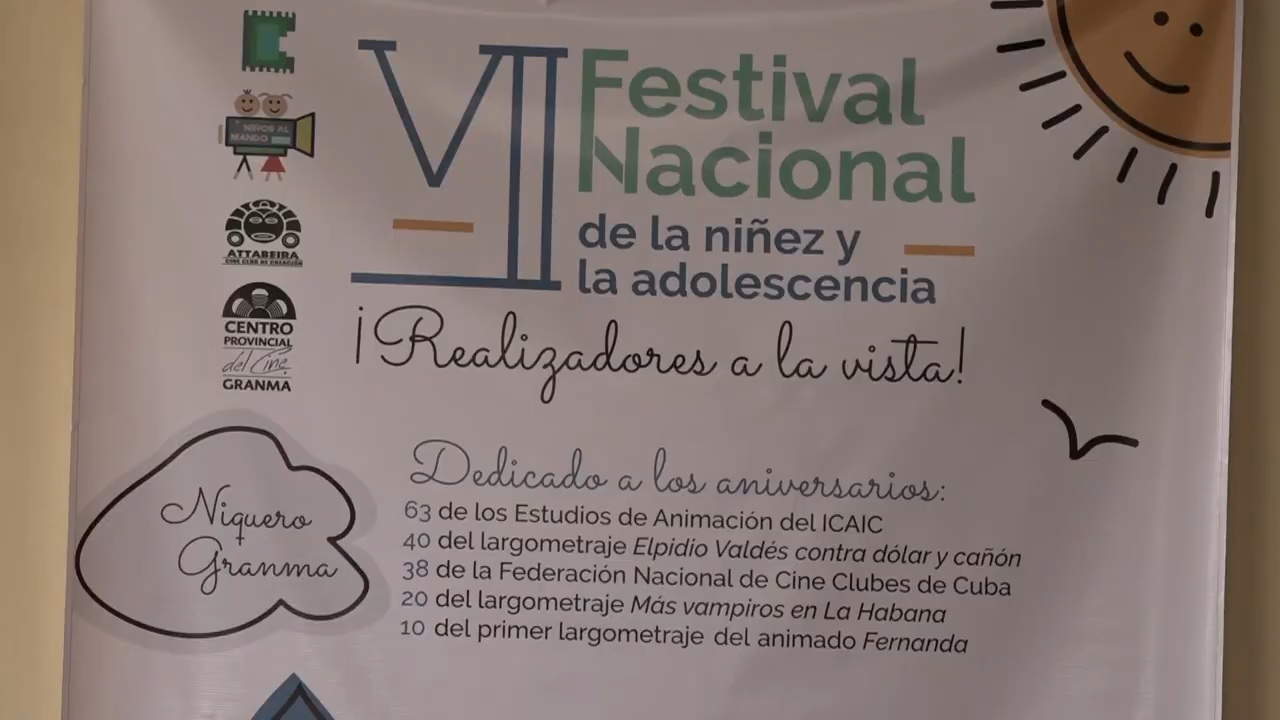 VII
Festival
Nacional
de la niñez y
la adolescencia
¡Realizadores a la vista!
NIÑOS AL
MANDO
ATTABEIRA
CINE CLUB DE CREACIÓN
CENTRO
PROVINCIAL
del Cine
GRANMA
Niquero
Granma
Dedicado a los aniversarios:
63 de los Estudios de Animación del ICAIC
40 del largometraje Elpidio Valdés contra dólar y cañón
38 de la Federación Nacional de Cine Clubes de Cuba
20 del largometraje Más vampiros en La Habana
10 del primer largometraje del animado Fernanda